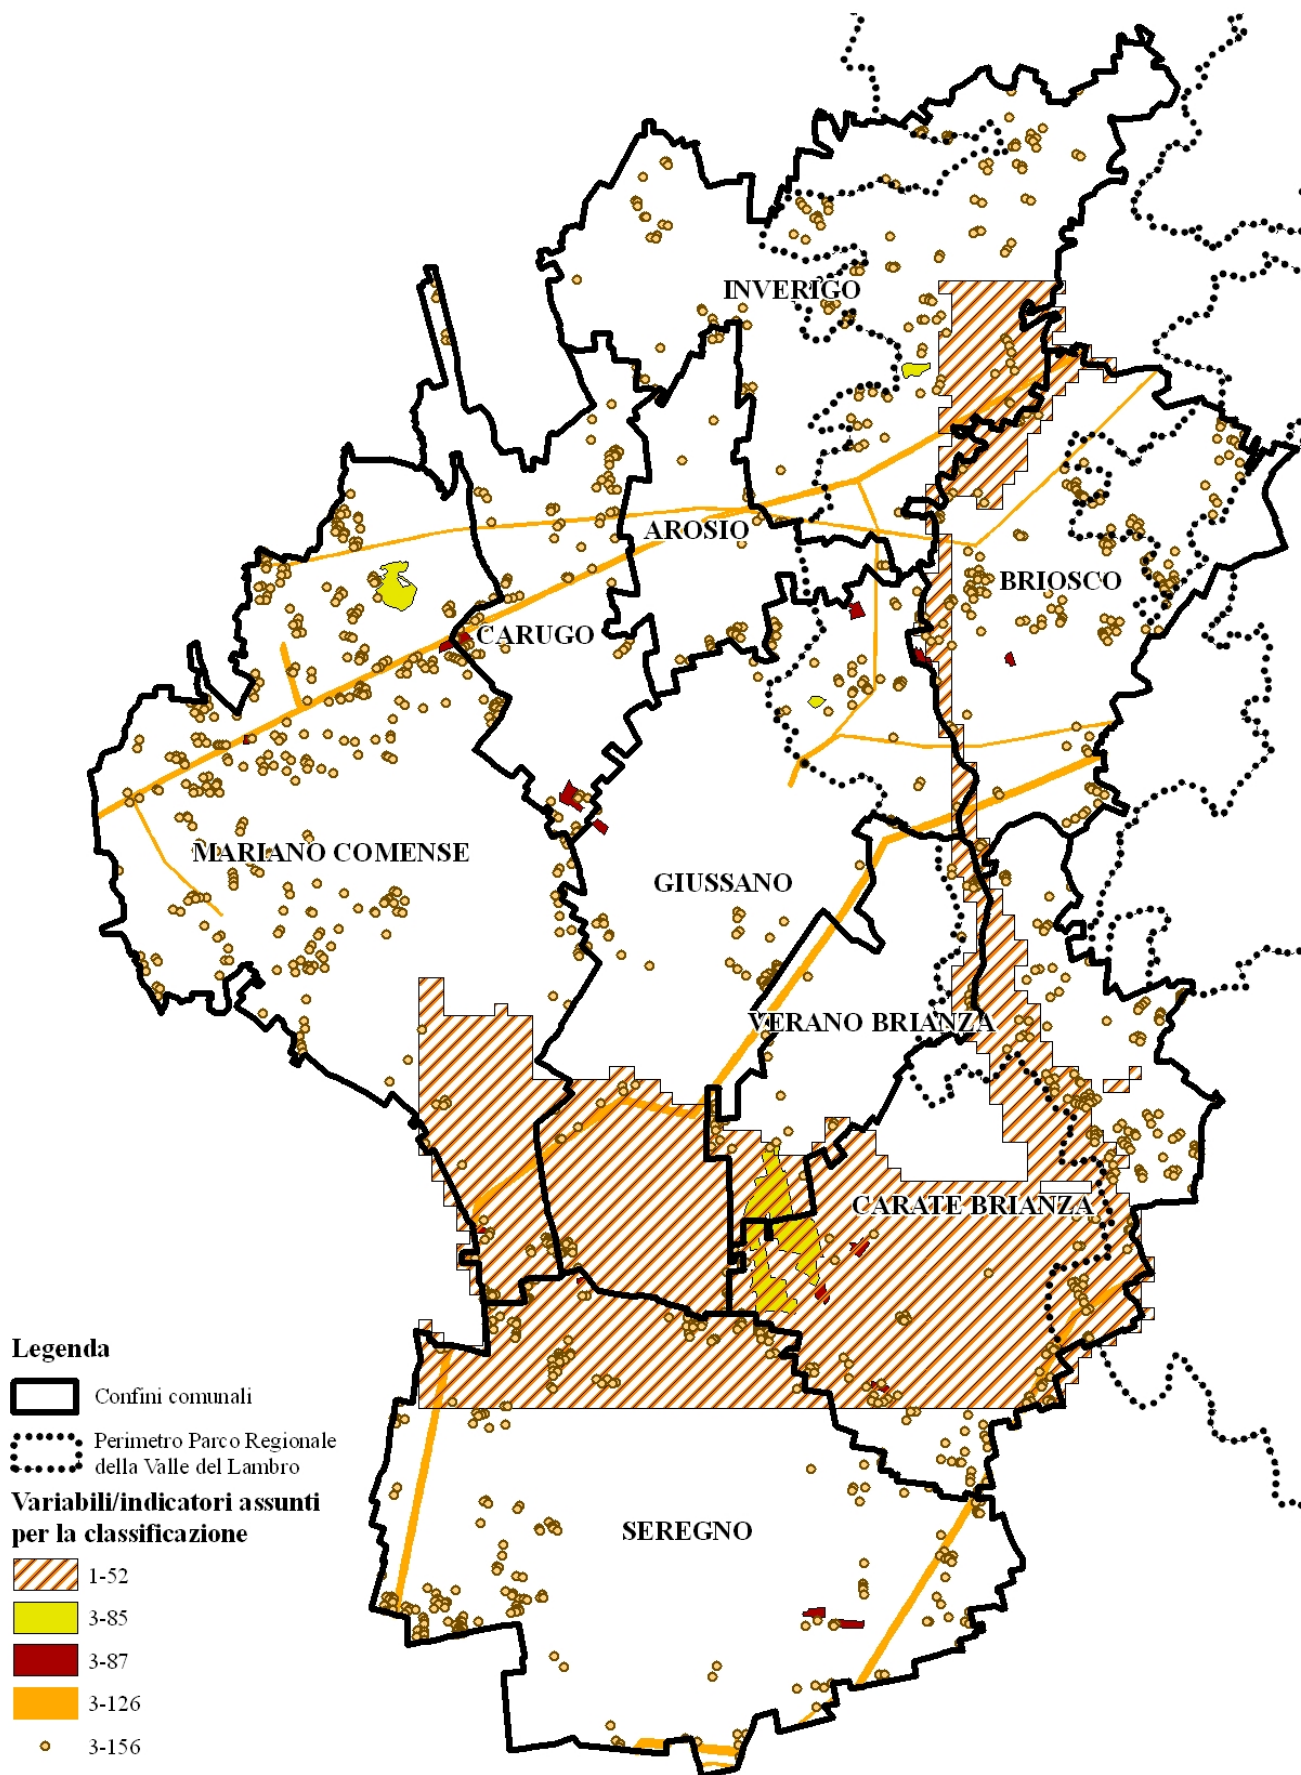 INVERIGO
AROSIO
BRIOSCO
CARUGO
MARIANO COMENSE
GIUSSANO
VERANO BRIANZA
CARATE BRIANZA
SEREGNO
Legenda
Confini comunali
Perimetro Parco Regionale
della Valle del Lambro
Variabili/indicatori assunti
per la classificazione
1-52
3-85
3-87
3-126
3-156